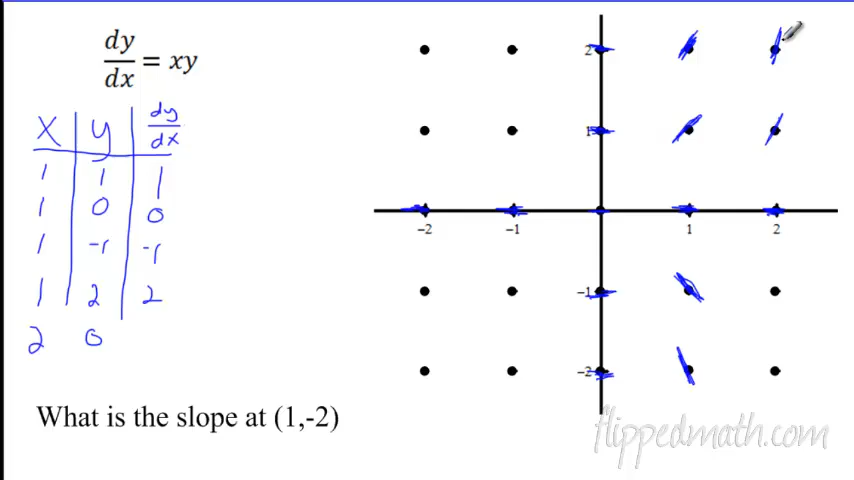 dy/dx = xy
x y dy/dx
1 1 1
1 0 0
1 -1 -1
1 2 2
2 0
What is the slope at (1,-2)
2
1
-2 -1 1 2
-1
-2
flippedmath.com